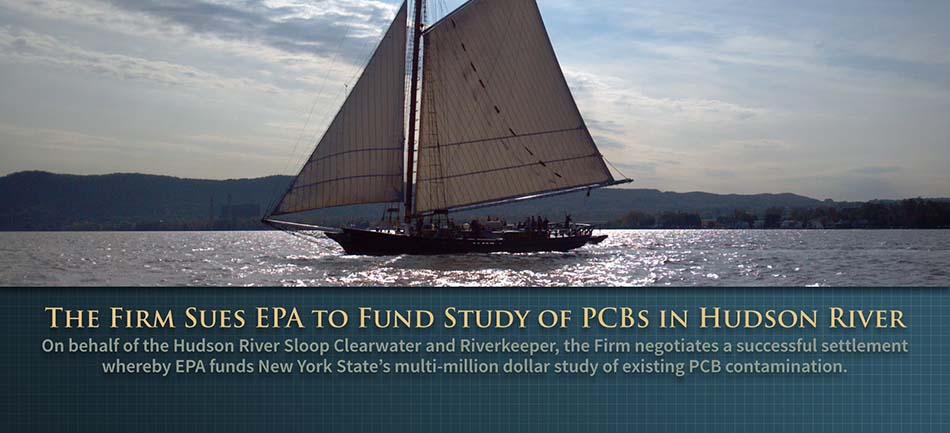 The Firm Sues EPA to Fund Study of PCBs in Hudson River
On behalf of the Hudson River Sloop Clearwater and Riverkeeper, the Firm negotiates a successful settlement
whereby EPA funds New York State's multi-million dollar study of existing PCB contamination.